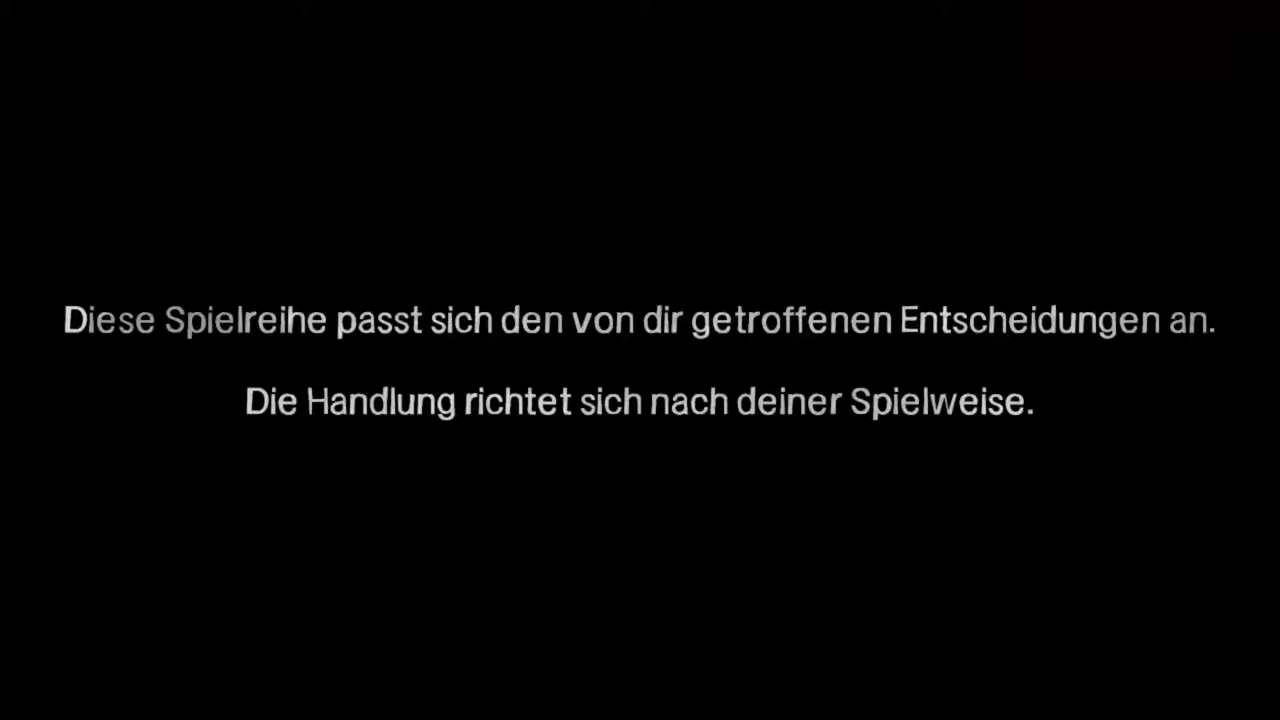 Diese Spielreihe passt sich den von dir getroffenen Entscheidungen an.
Die Handlung richtet sich nach deiner Spielweise.